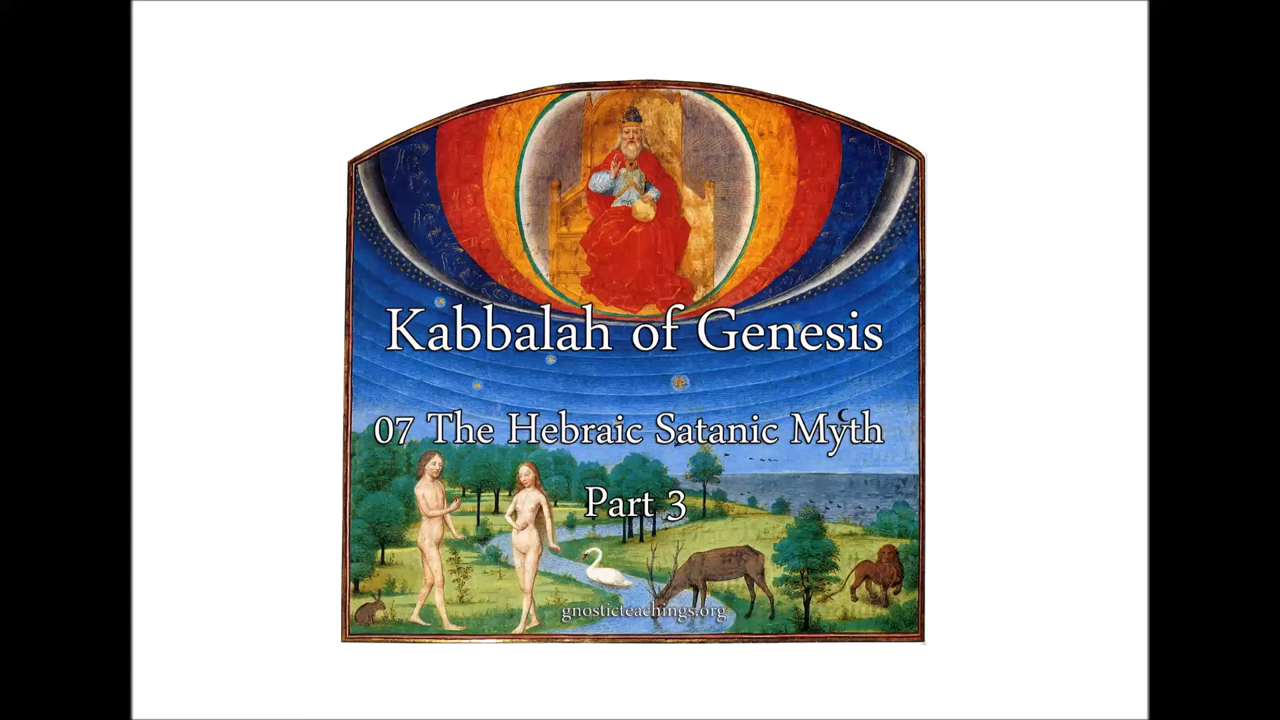 Kabbalah of Genesis
07 The Hebraic Satanic Myth
Part 3
gnosticteachings.org